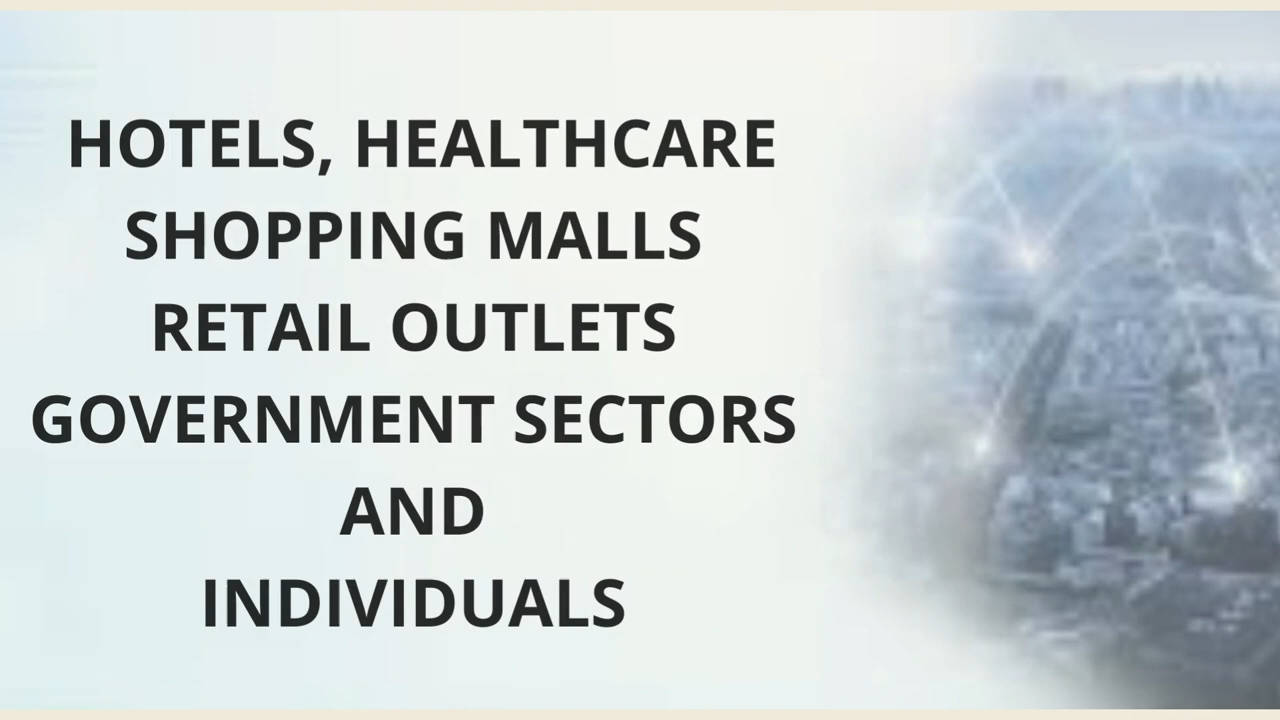 HOTELS, HEALTHCARE
SHOPPING MALLS
RETAIL OUTLETS
GOVERNMENT SECTORS
AND
INDIVIDUALS